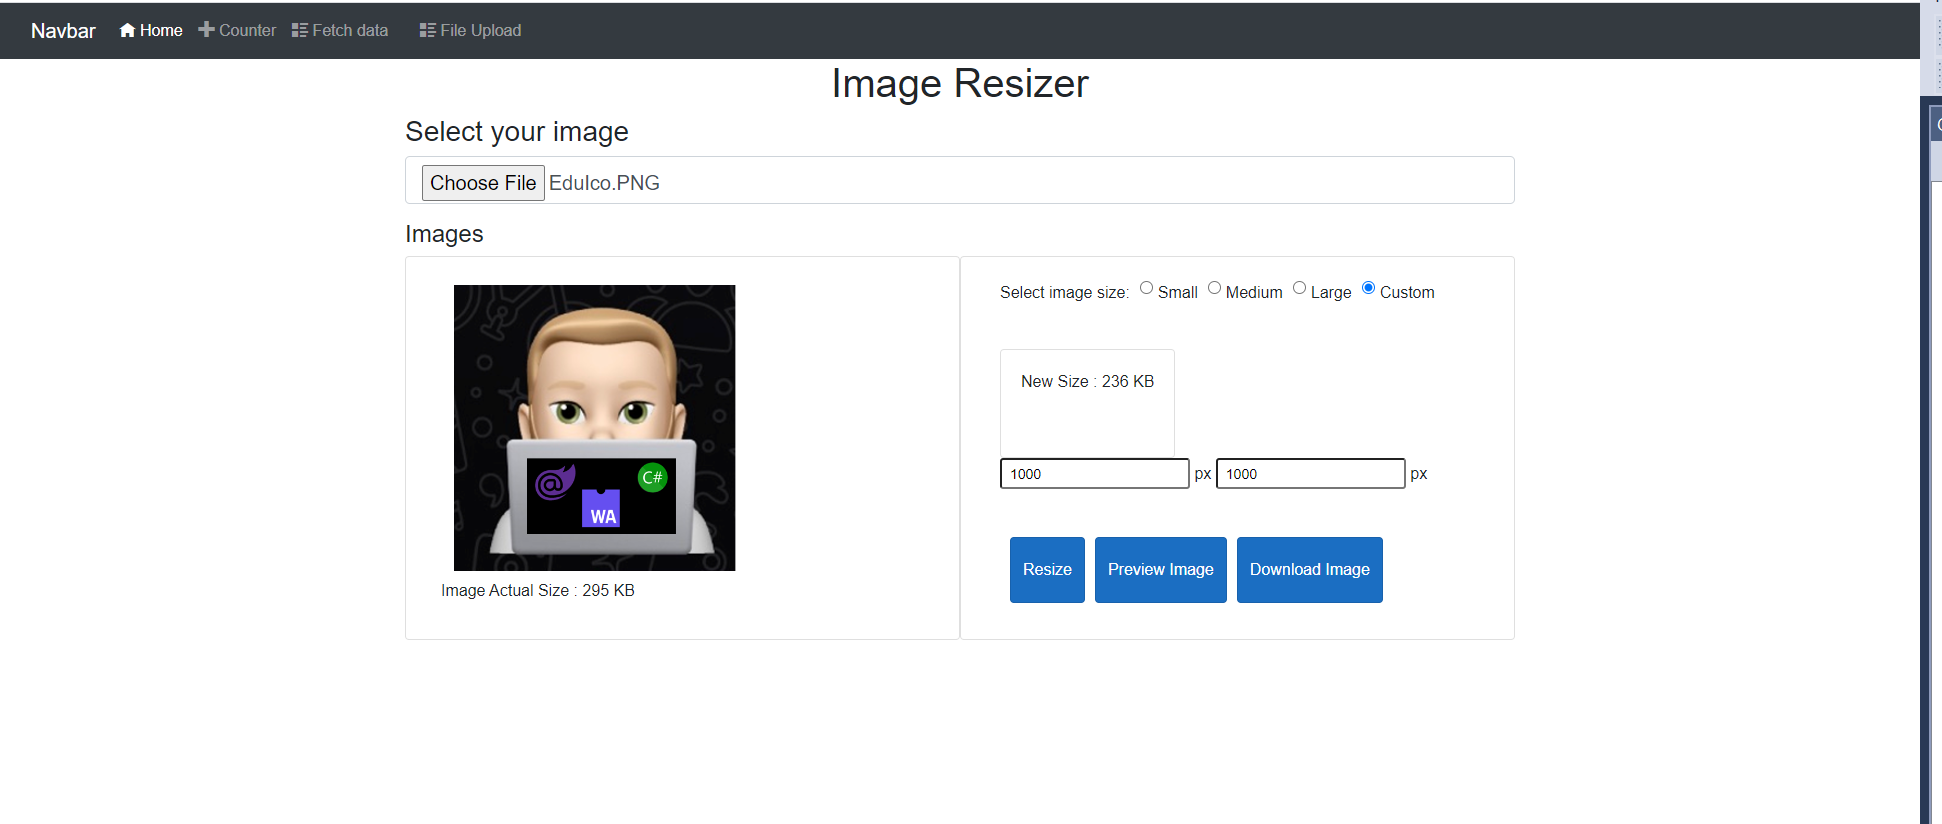 Navbar Home Counter Fetch data File Upload
Image Resizer
Select your image
Choose File EduIco.PNG
Images
Select image size: Small Medium Large Custom
New Size : 236 KB
1000 px 1000 px
C#
WA
Resize Preview Image Download Image
Image Actual Size : 295 KB